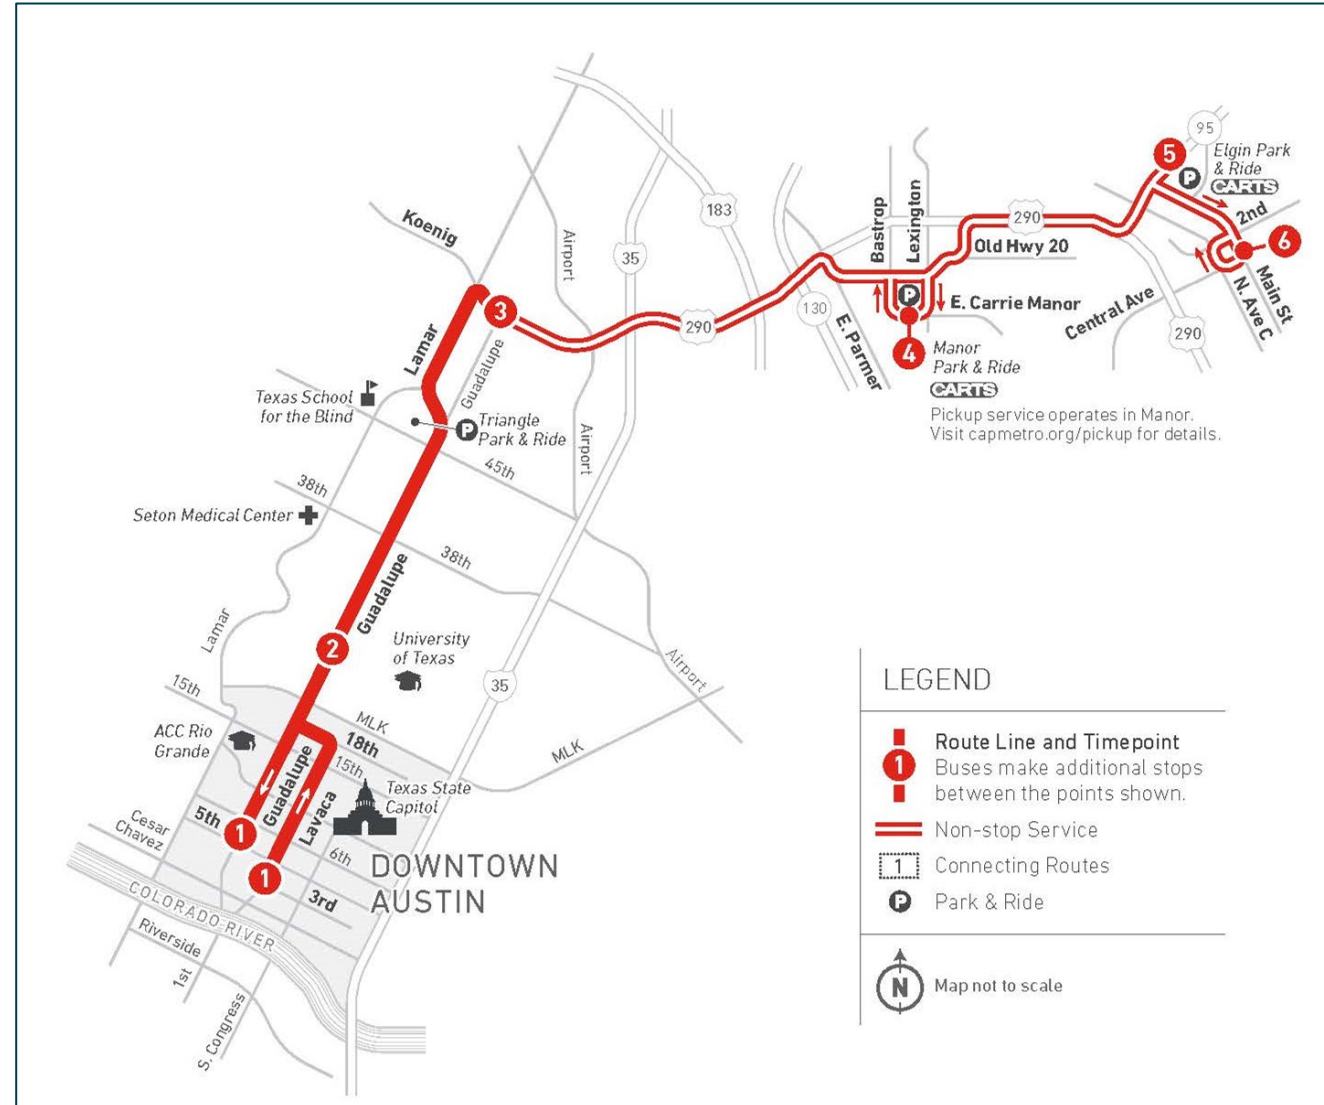 95
5
Elgin Park
& Ride
CARTS
P
2nd
6
Main St
N. Ave C
Central Ave
290
183
Bastrop
Lexington
290
Old Hwy 20
Koenig
Airport
35
3
290
130
E. Parmer
P
E. Carrie Manor
4
Manor
Park & Ride
CARTS
Pickup service operates in Manor.
Visit capmetro.org/pickup for details.
Lamar
Guadalupe
Texas School
for the Blind
P
Triangle
Park & Ride
Airport
45th
38th
Seton Medical Center
38th
Guadalupe
Lamar
2
University
of Texas
35
Airport
15th
MLK
18th
MLK
ACC Rio
Grande
Guadalupe
15th
Texas State
Capitol
Lavaca
5th
1
Cesar
Chavez
6th
1
3rd
DOWNTOWN
AUSTIN
COLORADO RIVER
Riverside
1st
S. Congress
LEGEND
1
Route Line and Timepoint
Buses make additional stops
between the points shown.
Non-stop Service
1
Connecting Routes
P
Park & Ride
N
Map not to scale